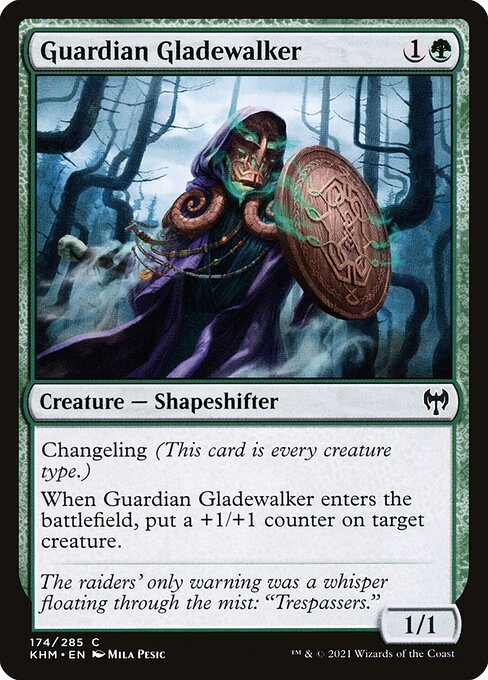 Guardian Gladewalker 1
Creature — Shapeshifter
Changeling (This card is every creature
type.)
When Guardian Gladewalker enters the
battlefield, put a +1/+1 counter on target
creature.
The raiders' only warning was a whisper
floating through the mist: “Trespassers.”
1/1
174/285 C
KHM • EN Mila Pesic
™ & © 2021 Wizards of the Coast